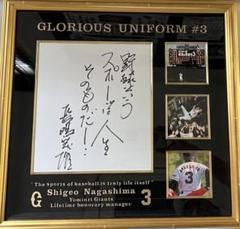 GLORIOUS UNIFORM #3
野球という
スポーツは人生
そのものだ!
長嶋茂雄
"The sports of baseball is truly life itself"
G Shigeo Nagashima 3
Yomiuri Giants
Lifetime honorary manager
3